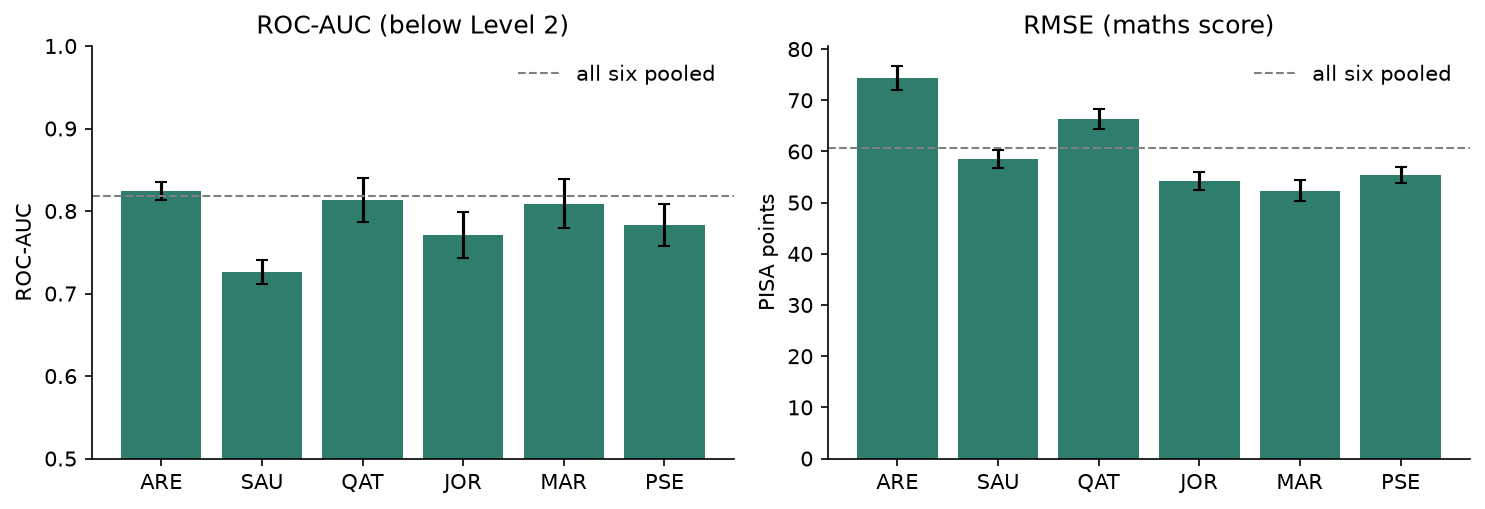 ROC-AUC (below Level 2)
1.0
0.9
0.8
0.7
0.6
0.5
ROC-AUC
all six pooled
ARE SAU QAT JOR MAR PSE
RMSE (maths score)
80
70
60
50
40
30
20
10
0
PISA points
all six pooled
ARE SAU QAT JOR MAR PSE